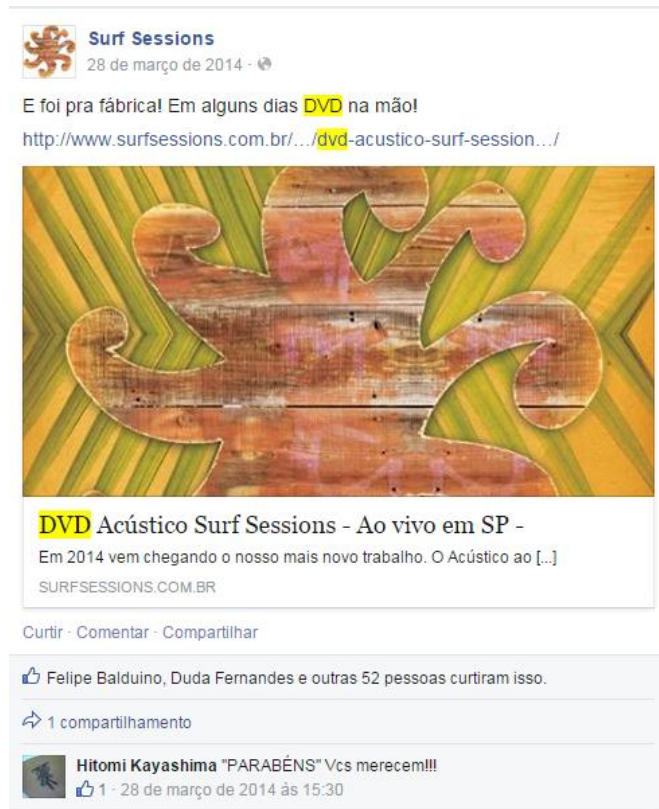 Surf Sessions
28 de março de 2014 ·
E foi pra fábrica! Em alguns dias DVD na mão!
http://www.surfsessions.com.br/.../dvd-acustico-surf-session.../
DVD Acústico Surf Sessions - Ao vivo em SP -
Em 2014 vem chegando o nosso mais novo trabalho. O Acústico ao [...]
SURFSESSIONS.COM.BR
Curtir · Comentar · Compartilhar
Felipe Balduino, Duda Fernandes e outras 52 pessoas curtiram isso.
1 compartilhamento
Hitomi Kayashima "PARABÉNS" Vcs merecem!!!
1 · 28 de março de 2014 às 15:30